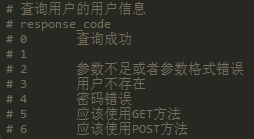 # 查询用户的用户信息
# response_code
# 0 查询成功
# 1
# 2 参数不足或者参数格式错误
# 3 用户不存在
# 4 密码错误
# 5 应该使用GET方法
# 6 应该使用POST方法